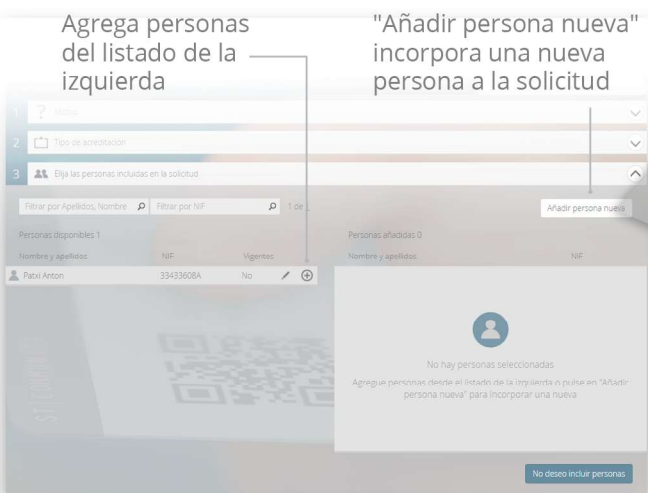 Agrega personas
del listado de la
izquierda
"Añadir persona nueva"
incorpora una nueva
persona a la solicitud
1 ? Motivo
2 Tipo de acreditación
3 Elija las personas incluidas en la solicitud
Filtrar por Apellidos, Nombre Filtrar por NIF 1 de
Añadir persona nueva
Personas disponibles 1
Personas añadidas 0
Nombre y apellidos NIF Vigentes
Nombre y apellidos NIF
Patxi Anton 33433608A No
No hay personas seleccionadas
Agregue personas desde el listado de la izquierda o pulse en "Añadir
persona nueva" para incorporar una nueva
No deseo incluir personas